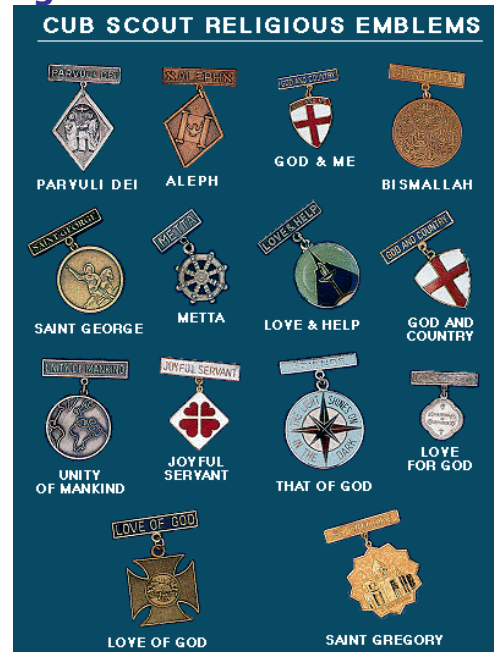 CUB SCOUT RELIGIOUS EMBLEMS
PARVULI DEI
ALEPH
GOD AND COUNTRY
PARVULI DEI
ALEPH
GOD & ME
BISMALLAH
SAINT GEORGE
METTA
LOVE & HELP
GOD AND COUNTRY
SAINT GEORGE
METTA
LOVE & HELP
GOD AND
COUNTRY
UNITY OF MANKIND
JOYFUL SERVANT
FRIENDS
THE LIGHT SHINES ON
IN THE DARK
UNITY
OF MANKIND
JOYFUL
SERVANT
THAT OF GOD
LOVE
FOR GOD
LOVE OF GOD
LOVE OF GOD
SAINT GREGORY